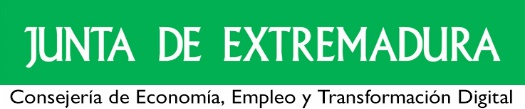 JUNTA DE EXTREMADURA
Consejería de Economía, Empleo y Transformación Digital